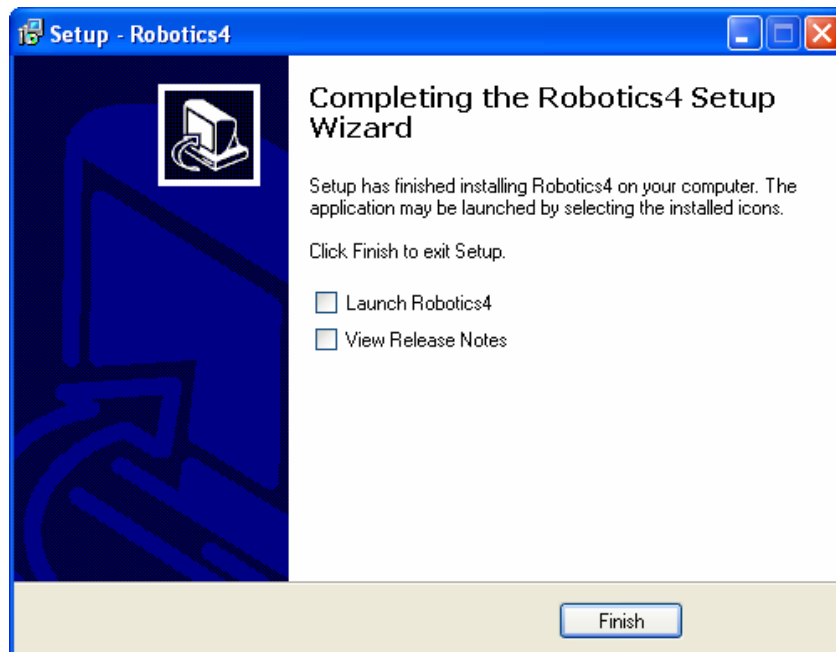 Setup - Robotics4
Completing the Robotics4 Setup
Wizard
Setup has finished installing Robotics4 on your computer. The
application may be launched by selecting the installed icons.
Click Finish to exit Setup.
Launch Robotics4
View Release Notes
Finish